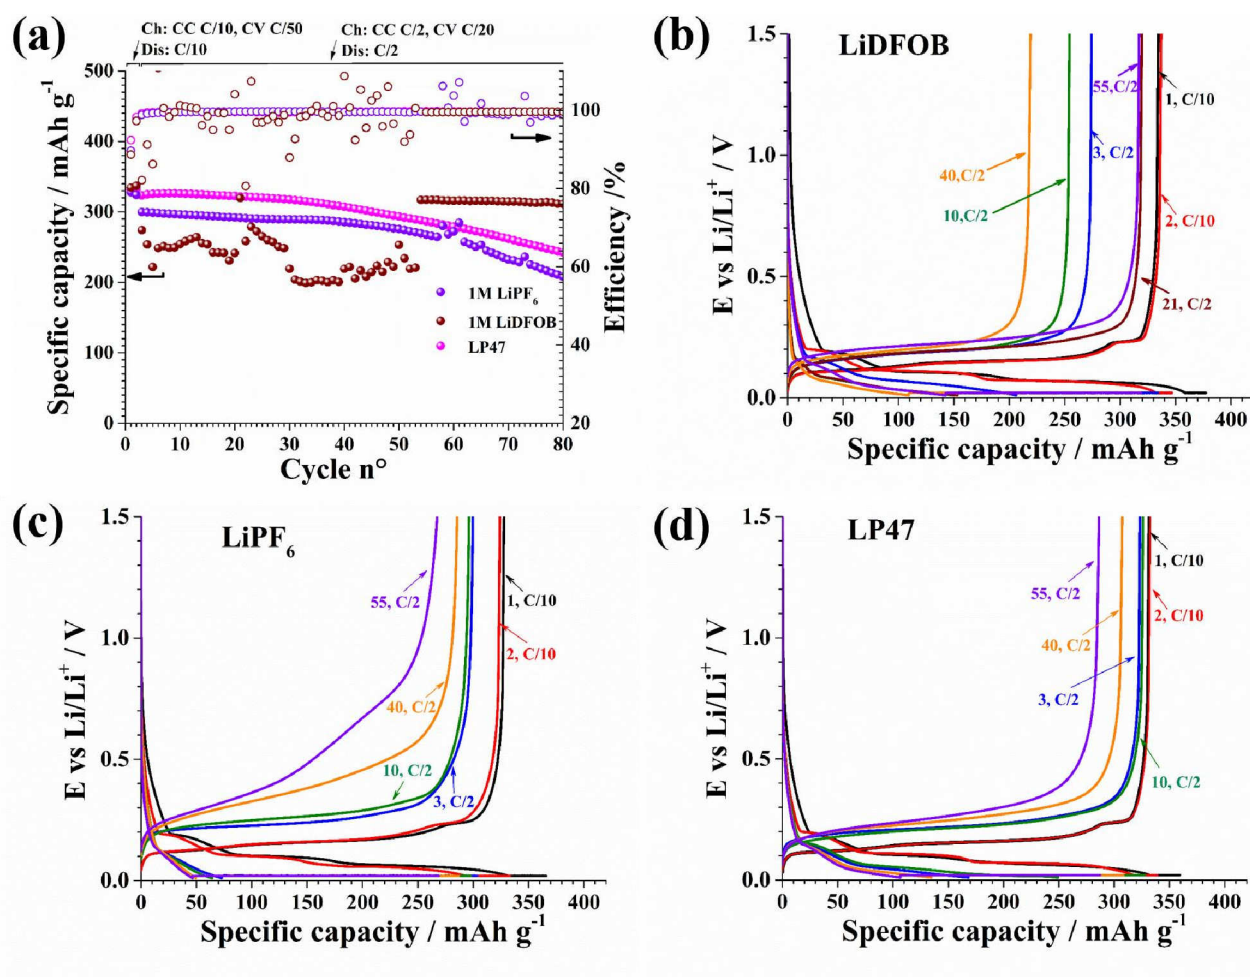 (a)
Ch: CC C/10, CV C/50
Dis: C/10
Ch: CC C/2, CV C/20
Dis: C/2
Specific capacity / mAh g⁻¹
500
400
300
200
100
0
1M LiPF₆
1M LiDFOB
LP47
0
10
20
30
40
50
60
70
80
Cycle n°
100
80
60
40
20
Efficiency /%
(b)
LiDFOB
E vs Li/Li⁺ / V
1.5
1.0
0.5
0.0
55,C/2
1, C/10
3, C/2
40,C/2
10,C/2
2, C/10
21, C/2
0
50
100
150
200
250
300
350
400
Specific capacity / mAh g⁻¹
(c)
LiPF₆
E vs Li/Li⁺ / V
1.5
1.0
0.5
0.0
55, C/2
1, C/10
2, C/10
40, C/2
10, C/2
3, C/2
0
50
100
150
200
250
300
350
400
Specific capacity / mAh g⁻¹
(d)
LP47
E vs Li/Li⁺ / V
1.5
1.0
0.5
0.0
55, C/2
1, C/10
2, C/10
40, C/2
3, C/2
10, C/2
0
50
100
150
200
250
300
350
400
Specific capacity / mAh g⁻¹